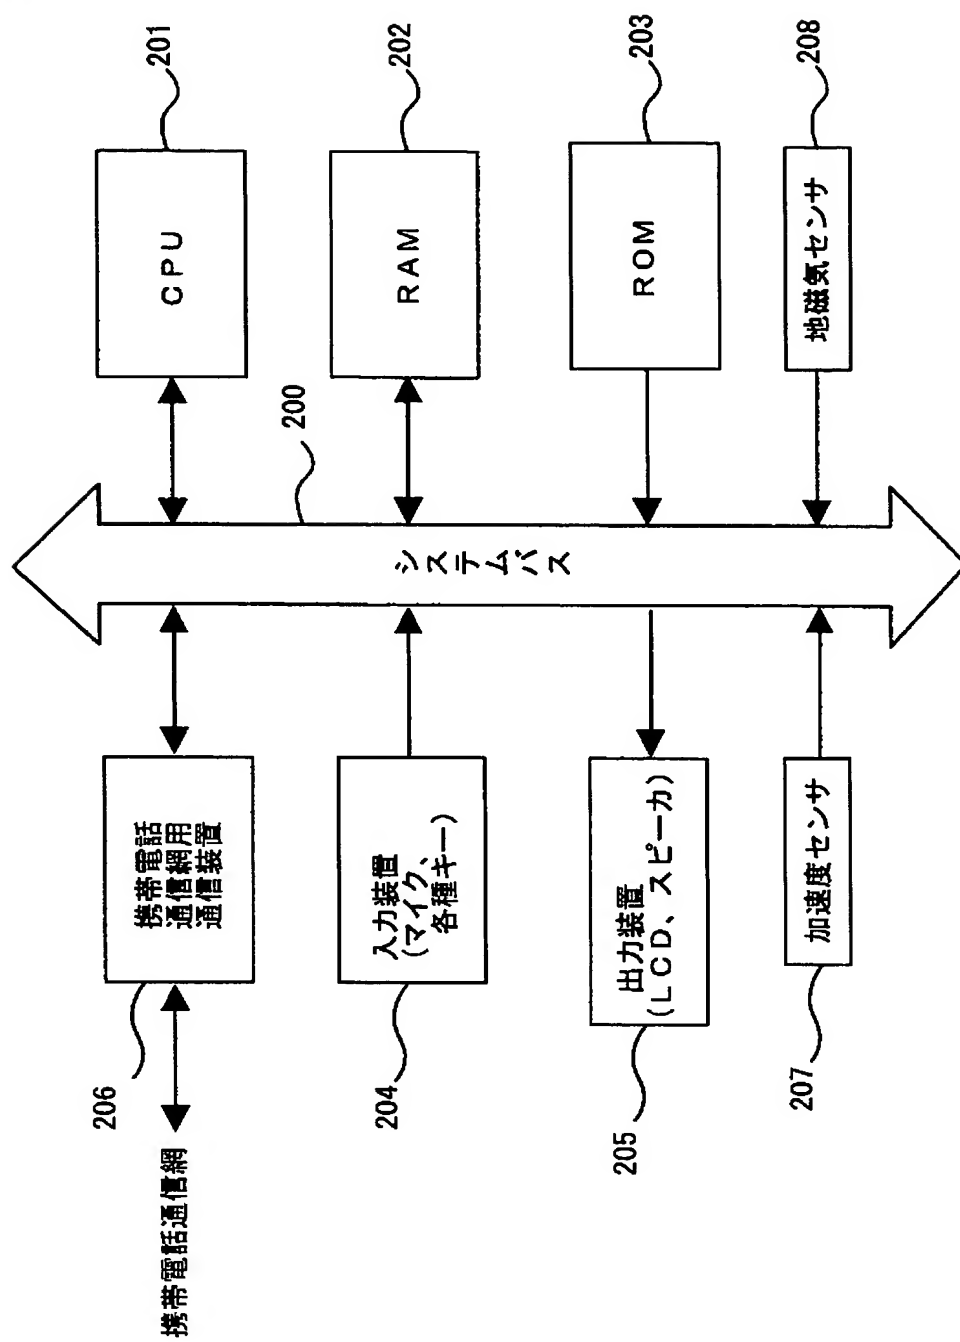 携帯電話通信網
206
携帯電話
通信網用
通信装置
204
入力装置
(マイク、
各種キー)
205
出力装置
(LCD、スピーカ)
207
加速度センサ
システムバス
200
CPU
201
RAM
202
ROM
203
地磁気センサ
208